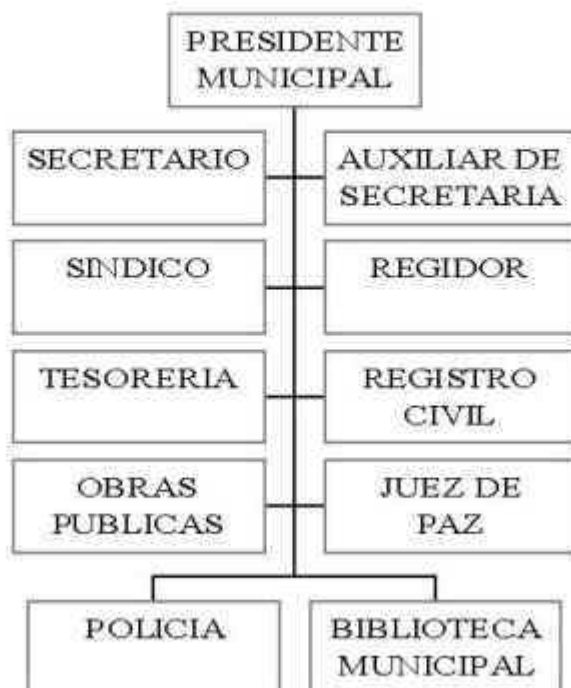 PRESIDENTE
MUNICIPAL
SECRETARIO
AUXILIAR DE
SECRETARIA
SINDICO
REGIDOR
TESORERIA
REGISTRO
CIVIL
OBRAS
PUBLICAS
JUEZ DE
PAZ
POLICIA
BIBLIOTECA
MUNICIPAL